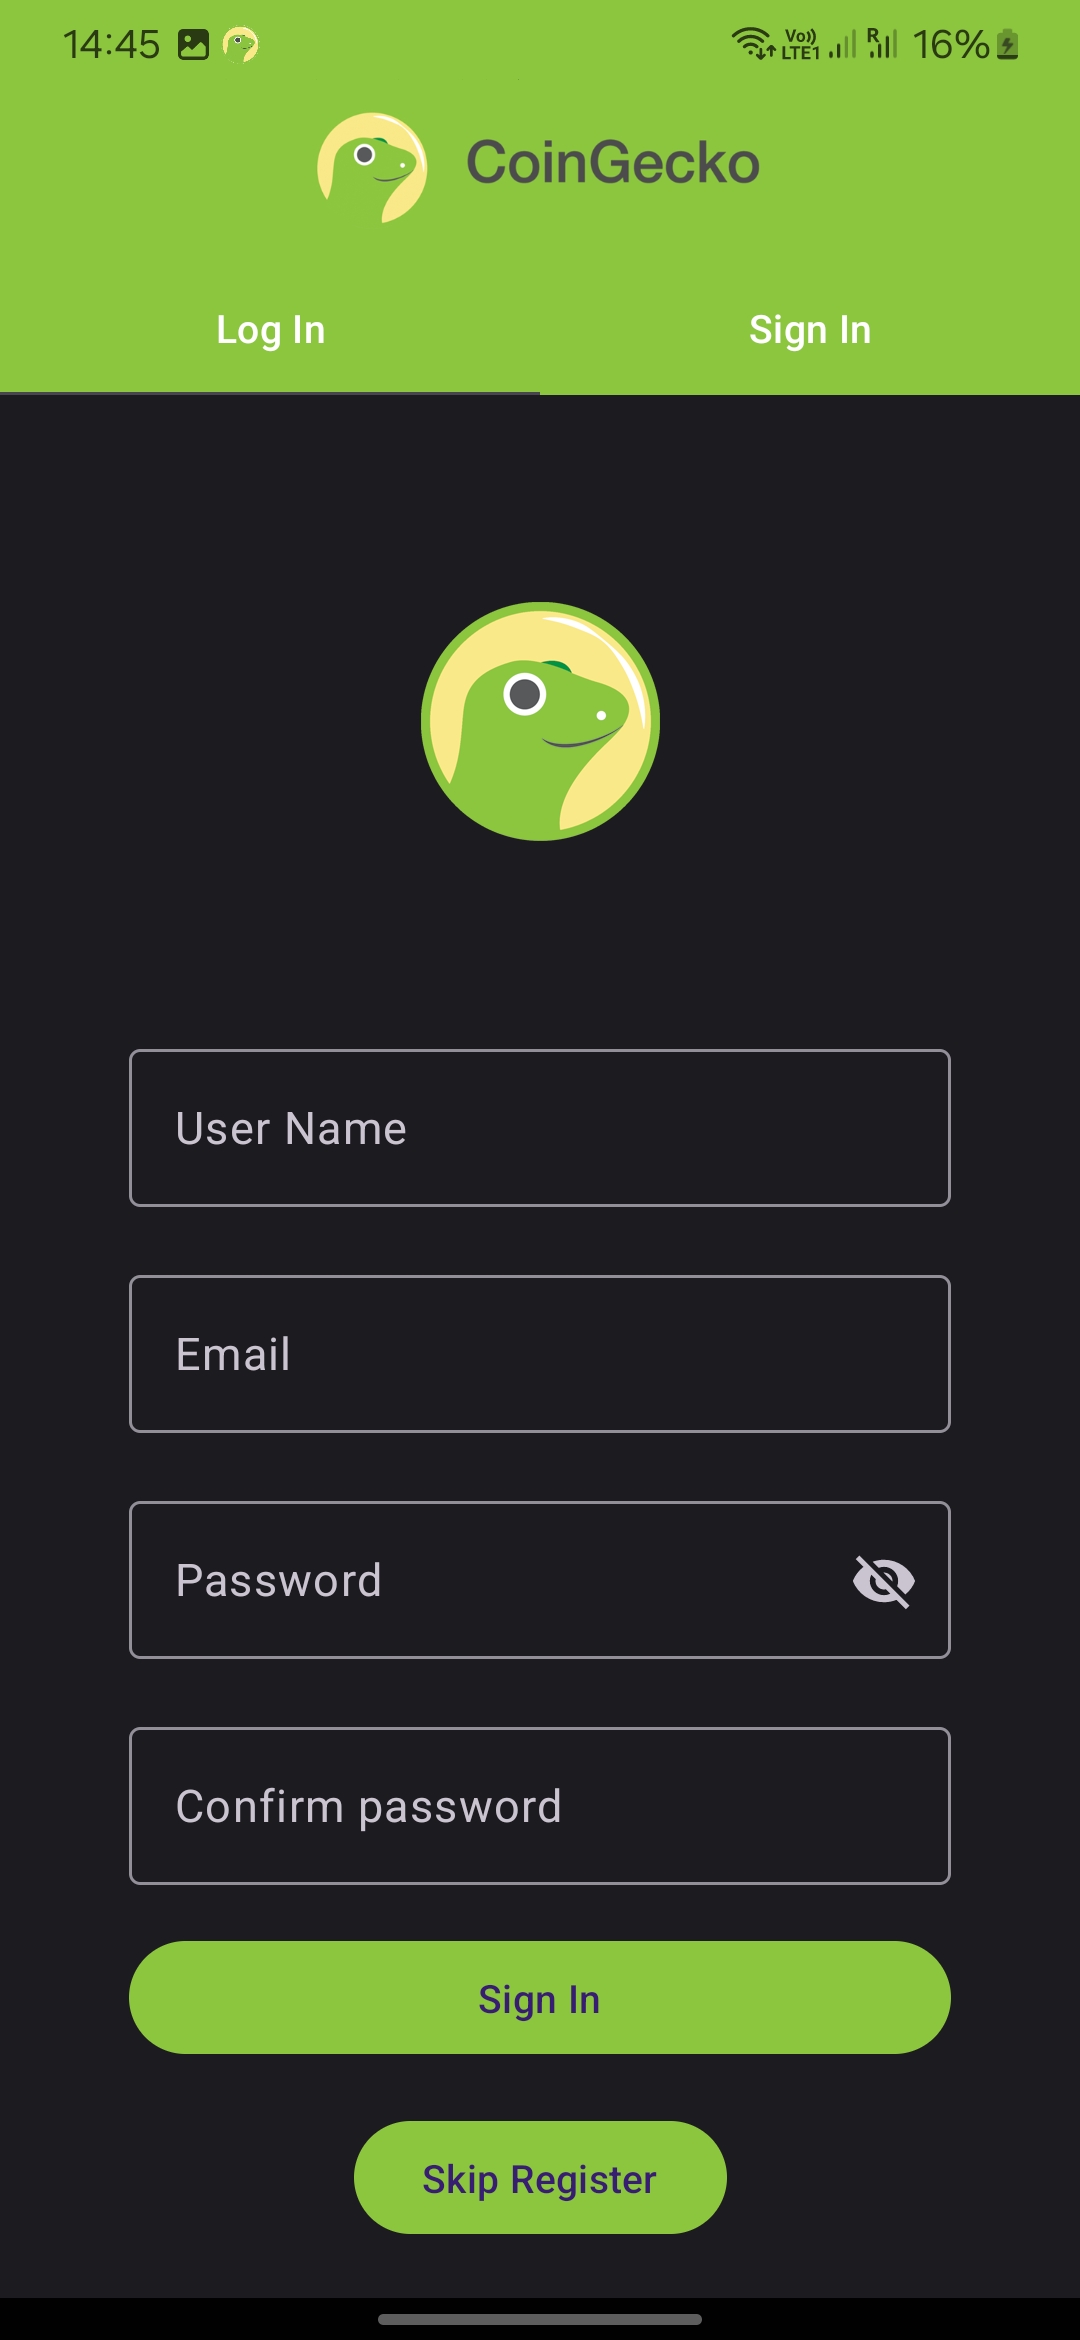 14:45 Vo)) LTE1 R 16%
CoinGecko
Log In Sign In
User Name
Email
Password
Confirm password
Sign In
Skip Register